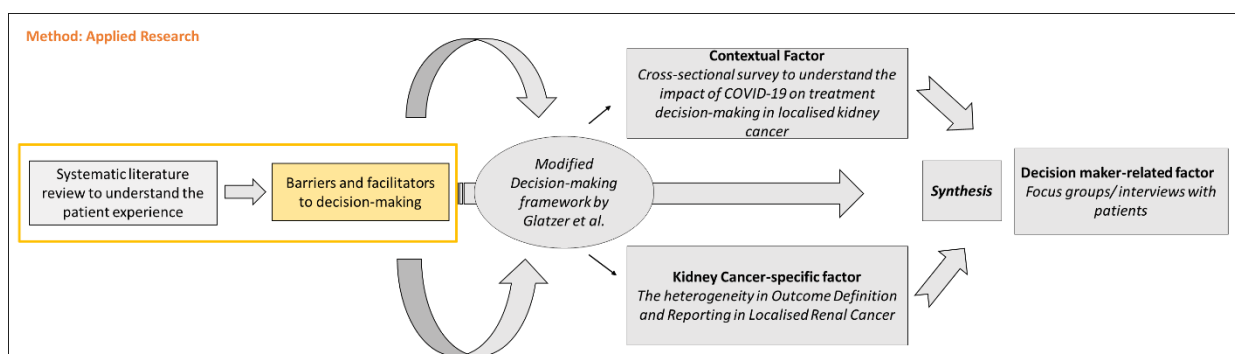 Method: Applied Research
Systematic literature
review to understand the
patient experience
Barriers and facilitators
to decision-making
Modified
Decision-making
framework by
Glatzer et al.
Contextual Factor
Cross-sectional survey to understand the
impact of COVID-19 on treatment
decision-making in localised kidney
cancer
Kidney Cancer-specific factor
The heterogeneity in Outcome Definition
and Reporting in Localised Renal Cancer
Synthesis
Decision maker-related factor
Focus groups/ interviews with
patients